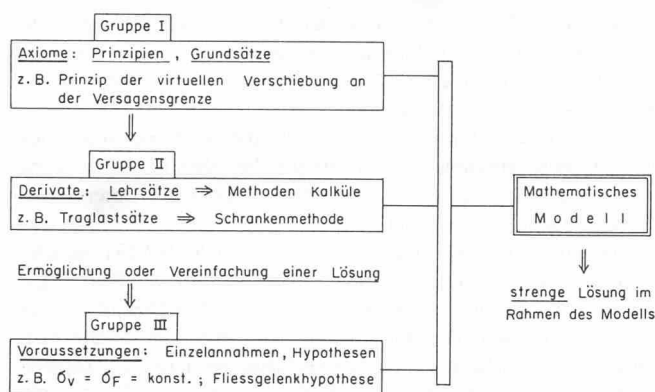 Gruppe I
Axiome: Prinzipien, Grundsätze
z. B. Prinzip der virtuellen Verschiebung an
der Versagensgrenze
⇓
Gruppe II
Derivate: Lehrsätze ⇒ Methoden Kalküle
z. B. Traglastsätze ⇒ Schrankenmethode
Ermöglichung oder Vereinfachung einer Lösung
⇓
Gruppe III
Voraussetzungen: Einzelannahmen, Hypothesen
z. B. σv = σF = konst.; Fliessgelenkhypothese
Mathematisches
Modell
⇓
strenge Lösung im
Rahmen des Modells